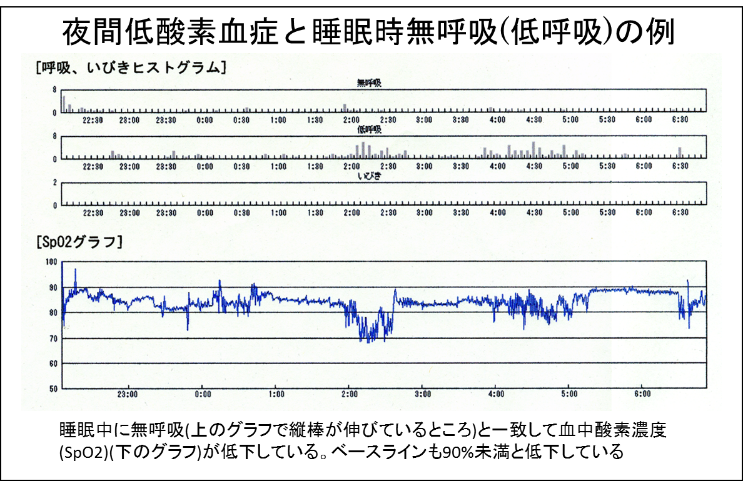 夜間低酸素血症と睡眠時無呼吸(低呼吸)の例
[呼吸、いびきヒストグラム]
無呼吸
8
0
22:30 23:00 23:30 0:00 0:30 1:00 1:30 2:00 2:30 3:00 3:30 4:00 4:30 5:00 5:30 6:00 6:30
低呼吸
8
0
22:30 23:00 23:30 0:00 0:30 1:00 1:30 2:00 2:30 3:00 3:30 4:00 4:30 5:00 5:30 6:00 6:30
いびき
2
0
22:30 23:00 23:30 0:00 0:30 1:00 1:30 2:00 2:30 3:00 3:30 4:00 4:30 5:00 5:30 6:00 6:30
[SpO2グラフ]
100
90
80
70
60
50
23:00 0:00 1:00 2:00 3:00 4:00 5:00 6:00
睡眠中に無呼吸(上のグラフで縦棒が伸びているところ)と一致して血中酸素濃度
(SpO2)(下のグラフ)が低下している。ベースラインも90%未満と低下している